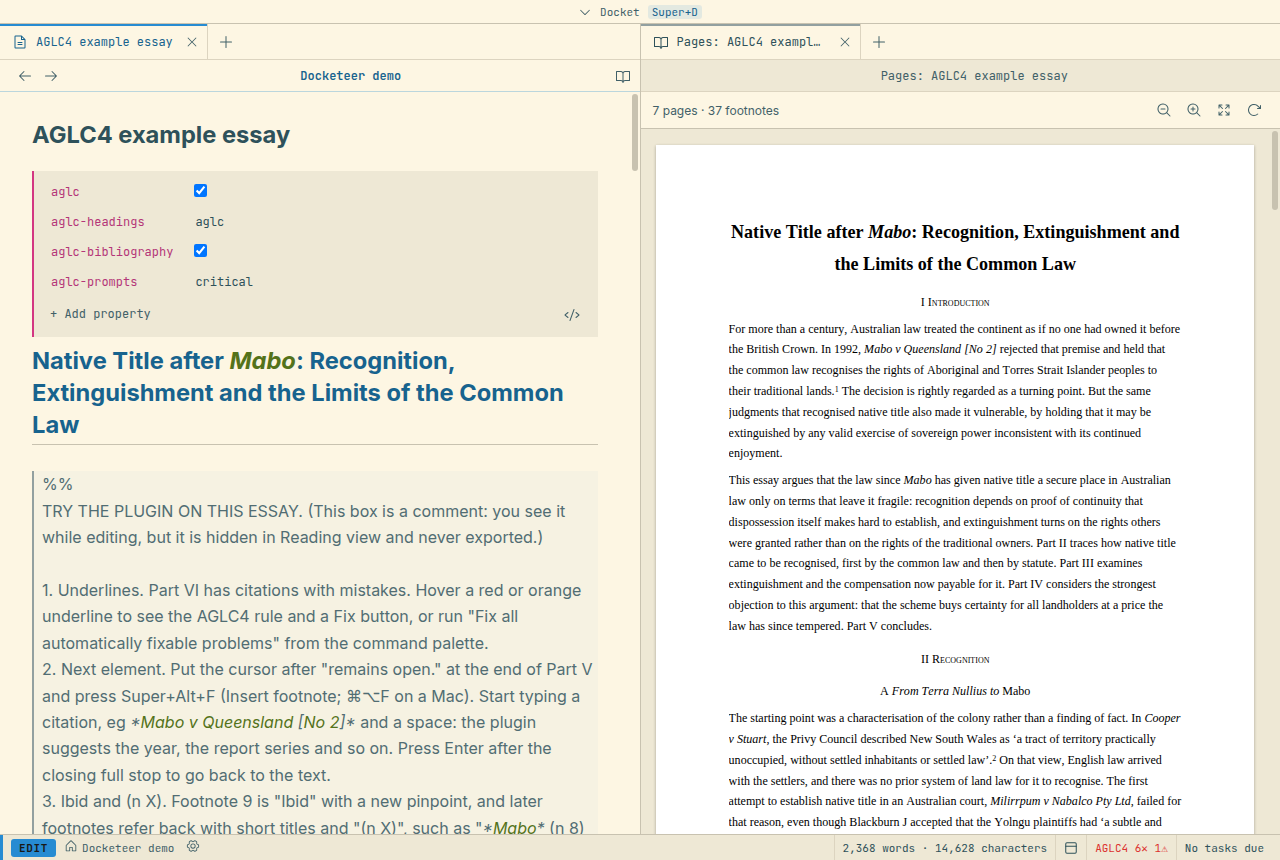 Docket Super+D
AGLC4 example essay
Pages: AGLC4 exampl…
Docketeer demo
Pages: AGLC4 example essay
AGLC4 example essay
aglc
aglc-headings aglc
aglc-bibliography
aglc-prompts critical
+ Add property
Native Title after Mabo: Recognition,
Extinguishment and the Limits of the Common
Law
%%
TRY THE PLUGIN ON THIS ESSAY. (This box is a comment: you see it
while editing, but it is hidden in Reading view and never exported.)
1. Underlines. Part VI has citations with mistakes. Hover a red or orange
underline to see the AGLC4 rule and a Fix button, or run "Fix all
automatically fixable problems" from the command palette.
2. Next element. Put the cursor after "remains open." at the end of Part V
and press Super+Alt+F (Insert footnote; ⌘⌥F on a Mac). Start typing a
citation, eg *Mabo v Queensland [No 2]* and a space: the plugin
suggests the year, the report series and so on. Press Enter after the
closing full stop to go back to the text.
3. Ibid and (n X). Footnote 9 is "Ibid" with a new pinpoint, and later
footnotes refer back with short titles and "(n X)", such as "*Mabo* (n 8)
7 pages · 37 footnotes
Native Title after Mabo: Recognition, Extinguishment and
the Limits of the Common Law
I Introduction
For more than a century, Australian law treated the continent as if no one had owned it before
the British Crown. In 1992, Mabo v Queensland [No 2] rejected that premise and held that
the common law recognises the rights of Aboriginal and Torres Strait Islander peoples to
their traditional lands.¹ The decision is rightly regarded as a turning point. But the same
judgments that recognised native title also made it vulnerable, by holding that it may be
extinguished by any valid exercise of sovereign power inconsistent with its continued
enjoyment.
This essay argues that the law since Mabo has given native title a secure place in Australian
law only on terms that leave it fragile: recognition depends on proof of continuity that
dispossession itself makes hard to establish, and extinguishment turns on the rights others
were granted rather than on the rights of the traditional owners. Part II traces how native title
came to be recognised, first by the common law and then by statute. Part III examines
extinguishment and the compensation now payable for it. Part IV considers the strongest
objection to this argument: that the scheme buys certainty for all landholders at a price the
law has since tempered. Part V concludes.
II Recognition
A From Terra Nullius to Mabo
The starting point was a characterisation of the colony rather than a finding of fact. In Cooper
v Stuart, the Privy Council described New South Wales as ‘a tract of territory practically
unoccupied, without settled inhabitants or settled law’.² On that view, English law arrived
with the settlers, and there was no prior system of land law for it to recognise. The first
attempt to establish native title in an Australian court, Milirrpum v Nabalco Pty Ltd, failed for
that reason, even though Blackburn J accepted that the Yolngu plaintiffs had ‘a subtle and
EDIT Docketeer demo
2,368 words · 14,628 characters
AGLC4 6× 1⚠
No tasks due